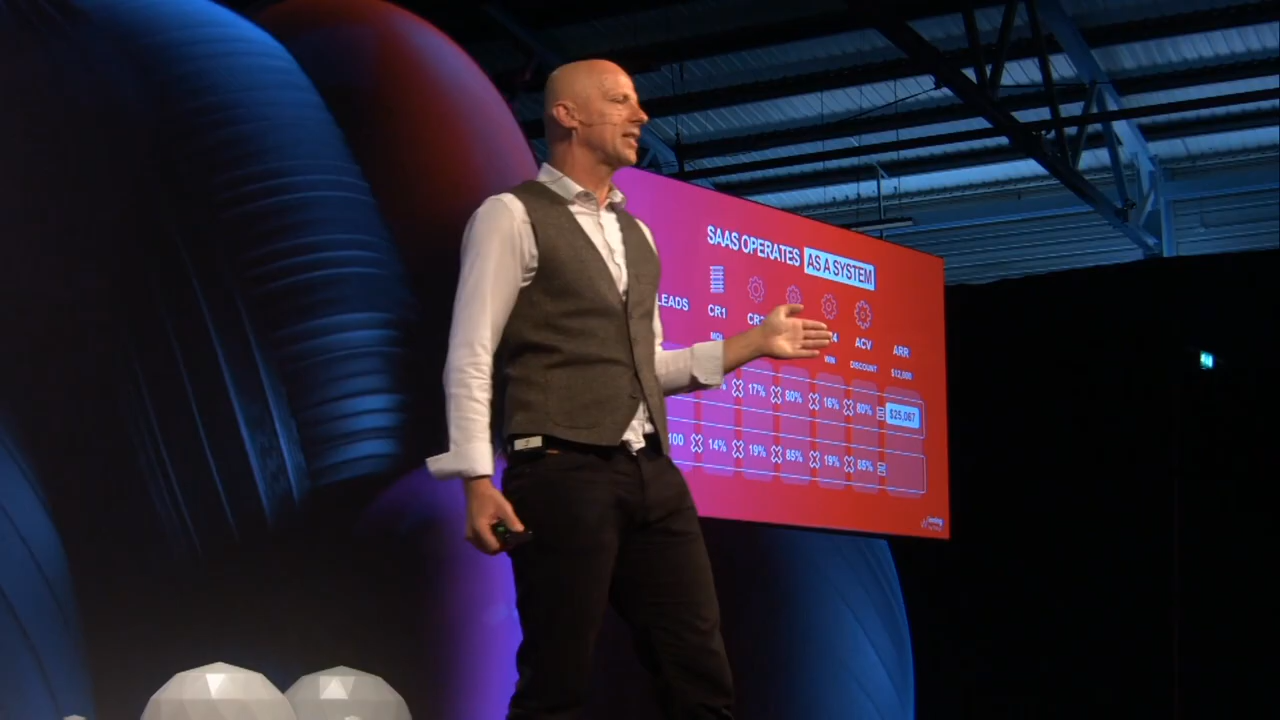 SAAS OPERATES AS A SYSTEM
LEADS CR1 ACV ARR
WIN DISCOUNT $12,000
17% 80% 16% 80% $25,067
100 14% 19% 85% 19% 85%